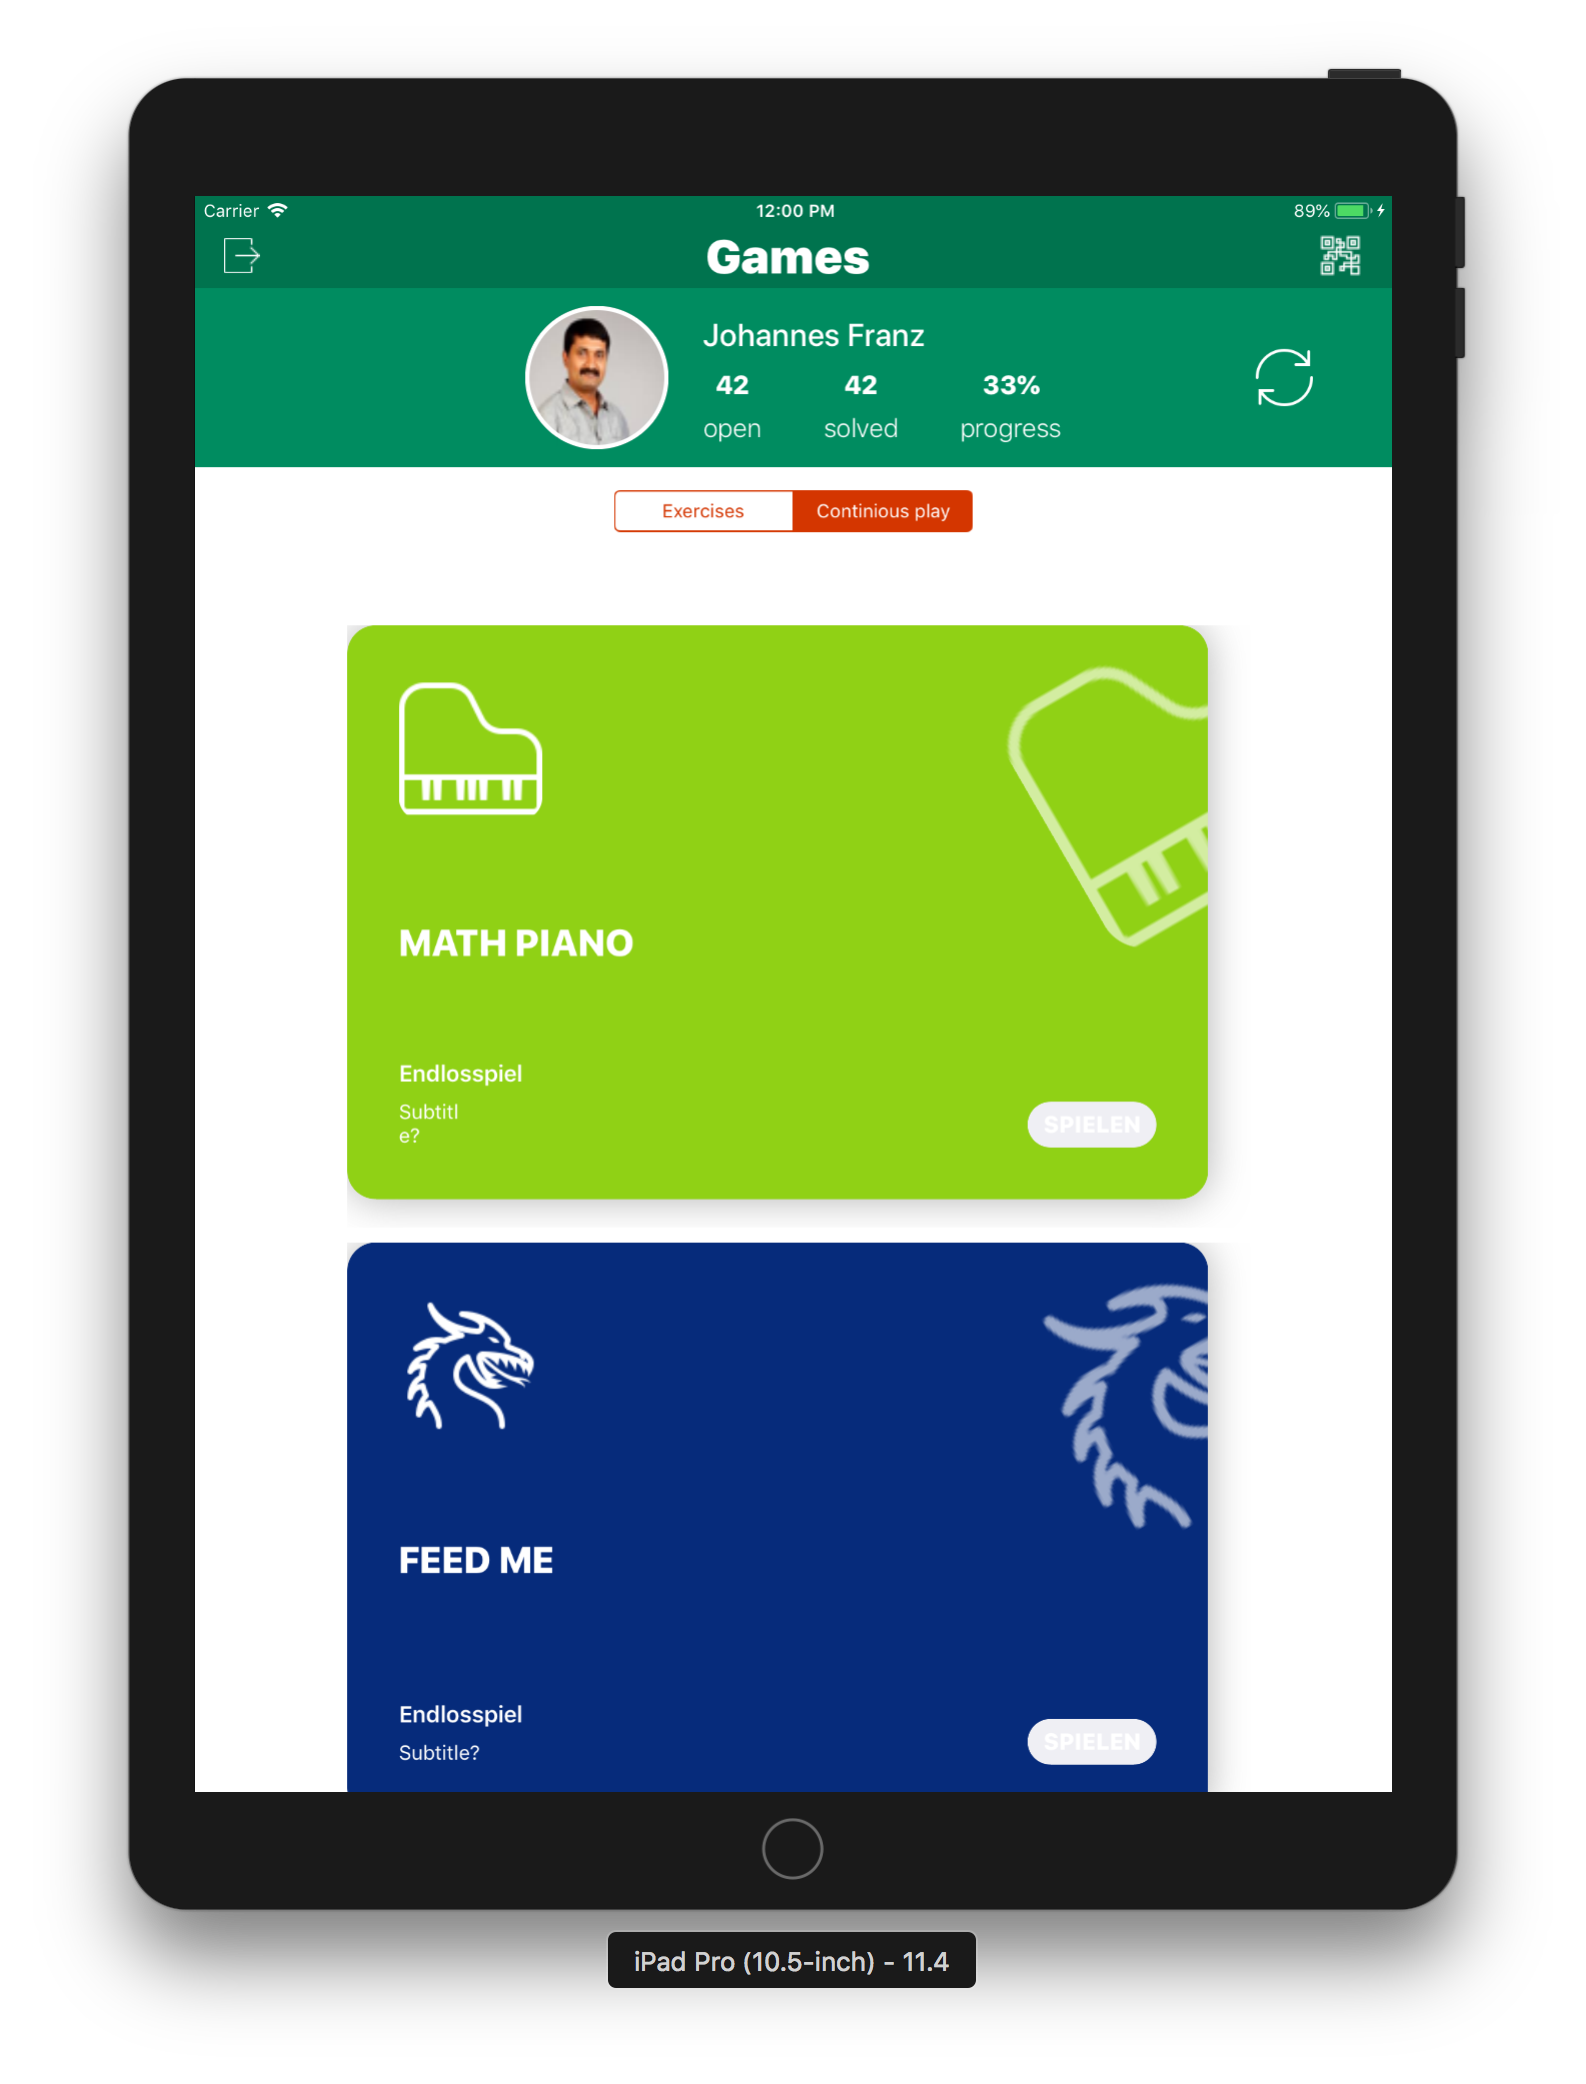 Carrier 12:00 PM 89%
Games
Johannes Franz
42 42 33%
open solved progress
Exercises Continious play
MATH PIANO
Endlosspiel
Subtitl
e?
SPIELEN
FEED ME
Endlosspiel
Subtitle?
SPIELEN
iPad Pro (10.5-inch) - 11.4